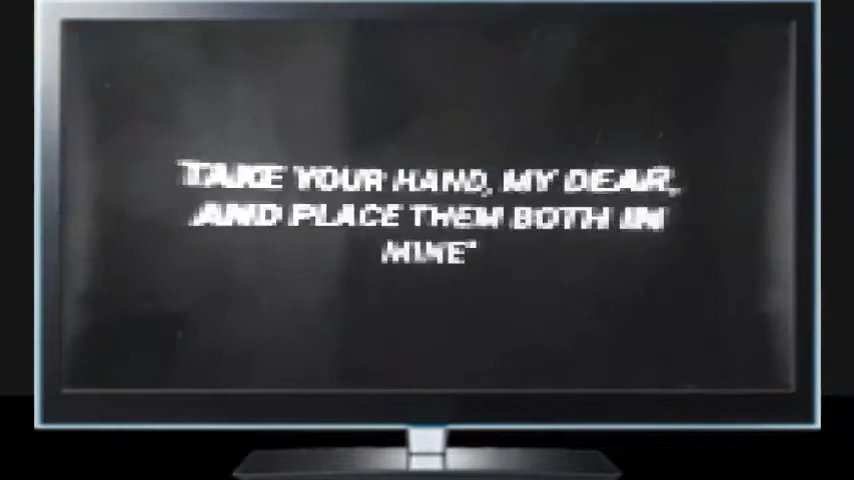 TAKE YOUR HAND, MY DEAR,
AND PLACE THEM BOTH IN
MINE"